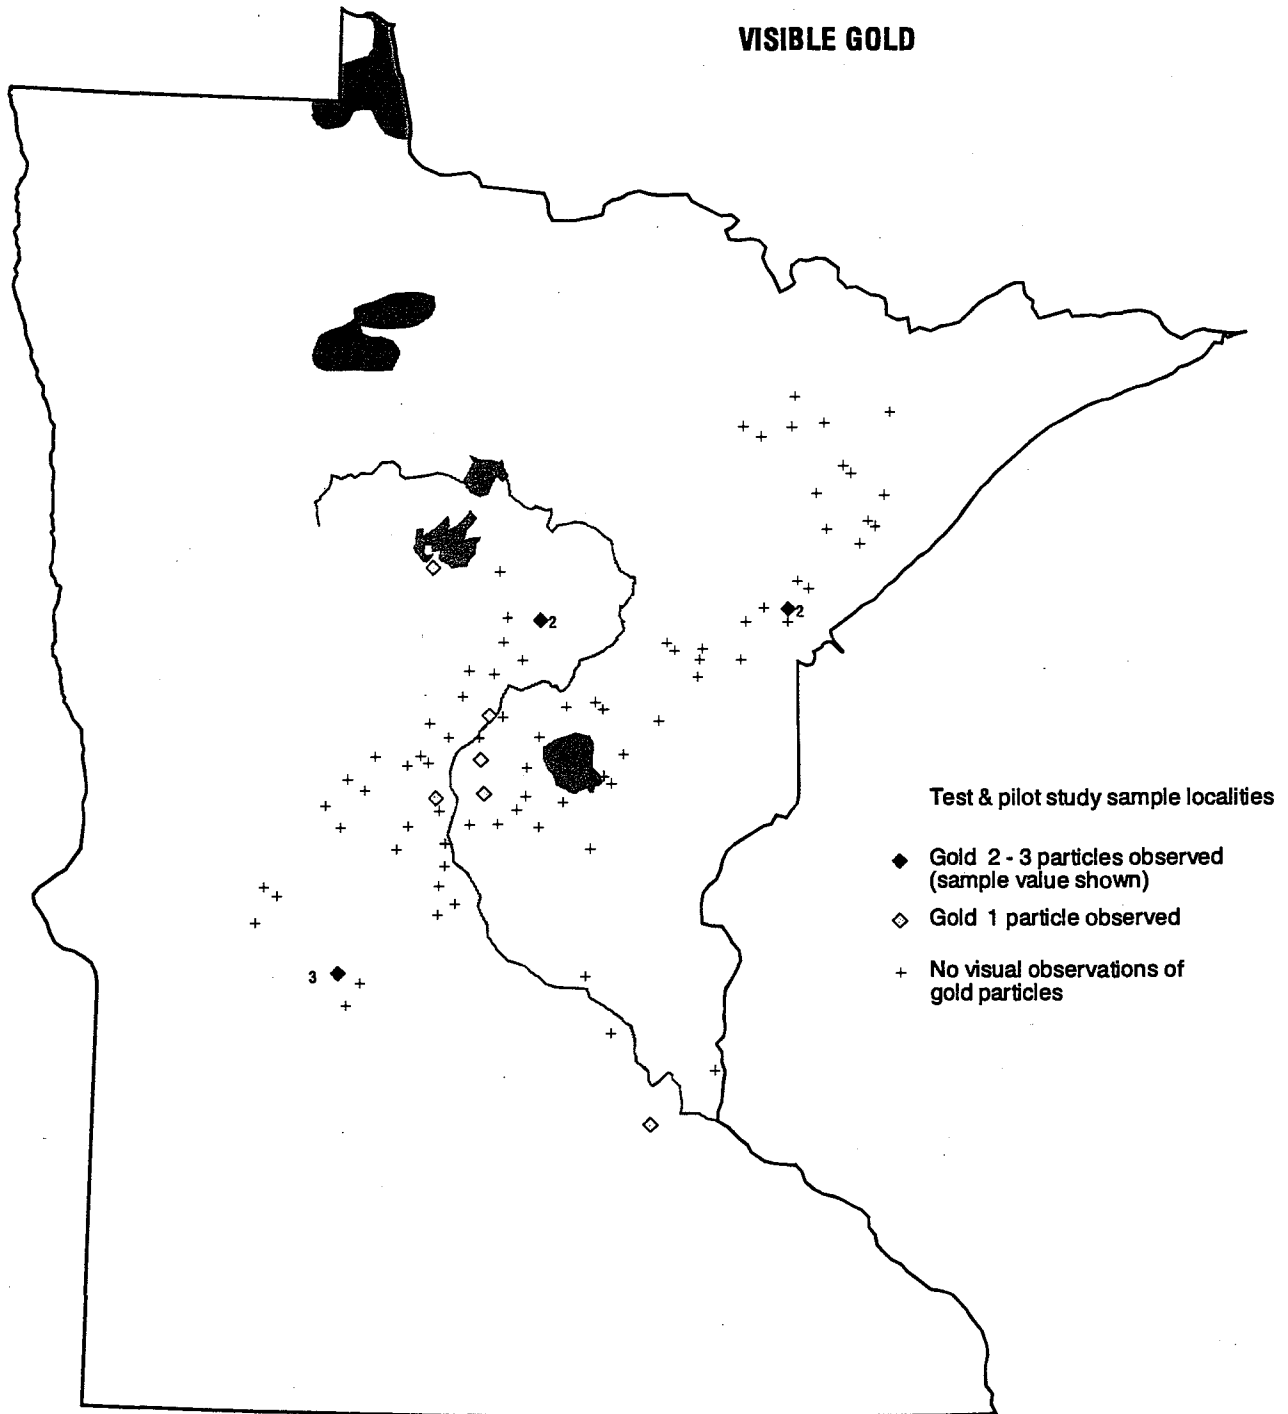 VISIBLE GOLD
2
2
3
Test & pilot study sample localities
Gold 2 - 3 particles observed
(sample value shown)
Gold 1 particle observed
No visual observations of
gold particles